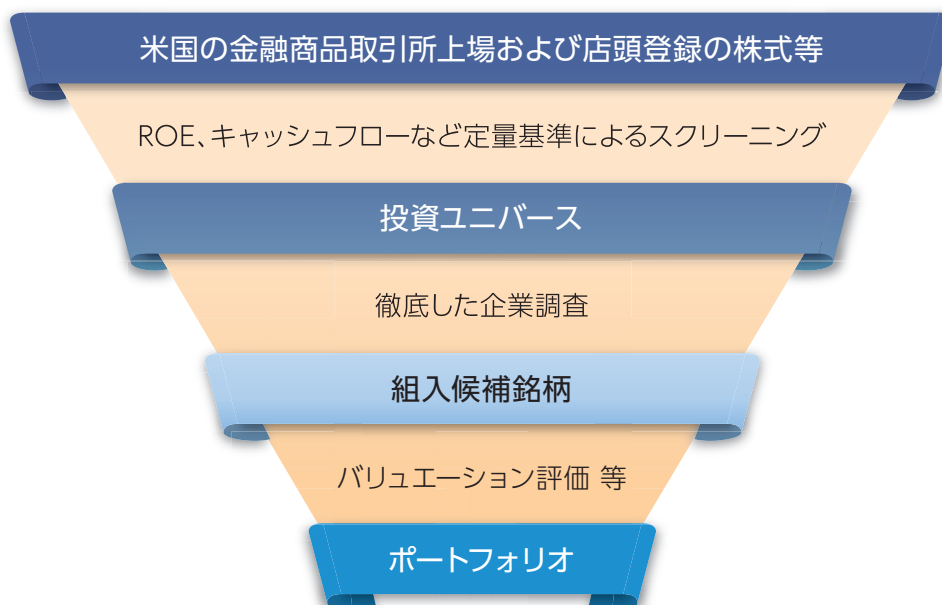 米国の金融商品取引所上場および店頭登録の株式等
ROE、キャッシュフローなど定量基準によるスクリーニング
投資ユニバース
徹底した企業調査
組入候補銘柄
バリュエーション評価 等
ポートフォリオ